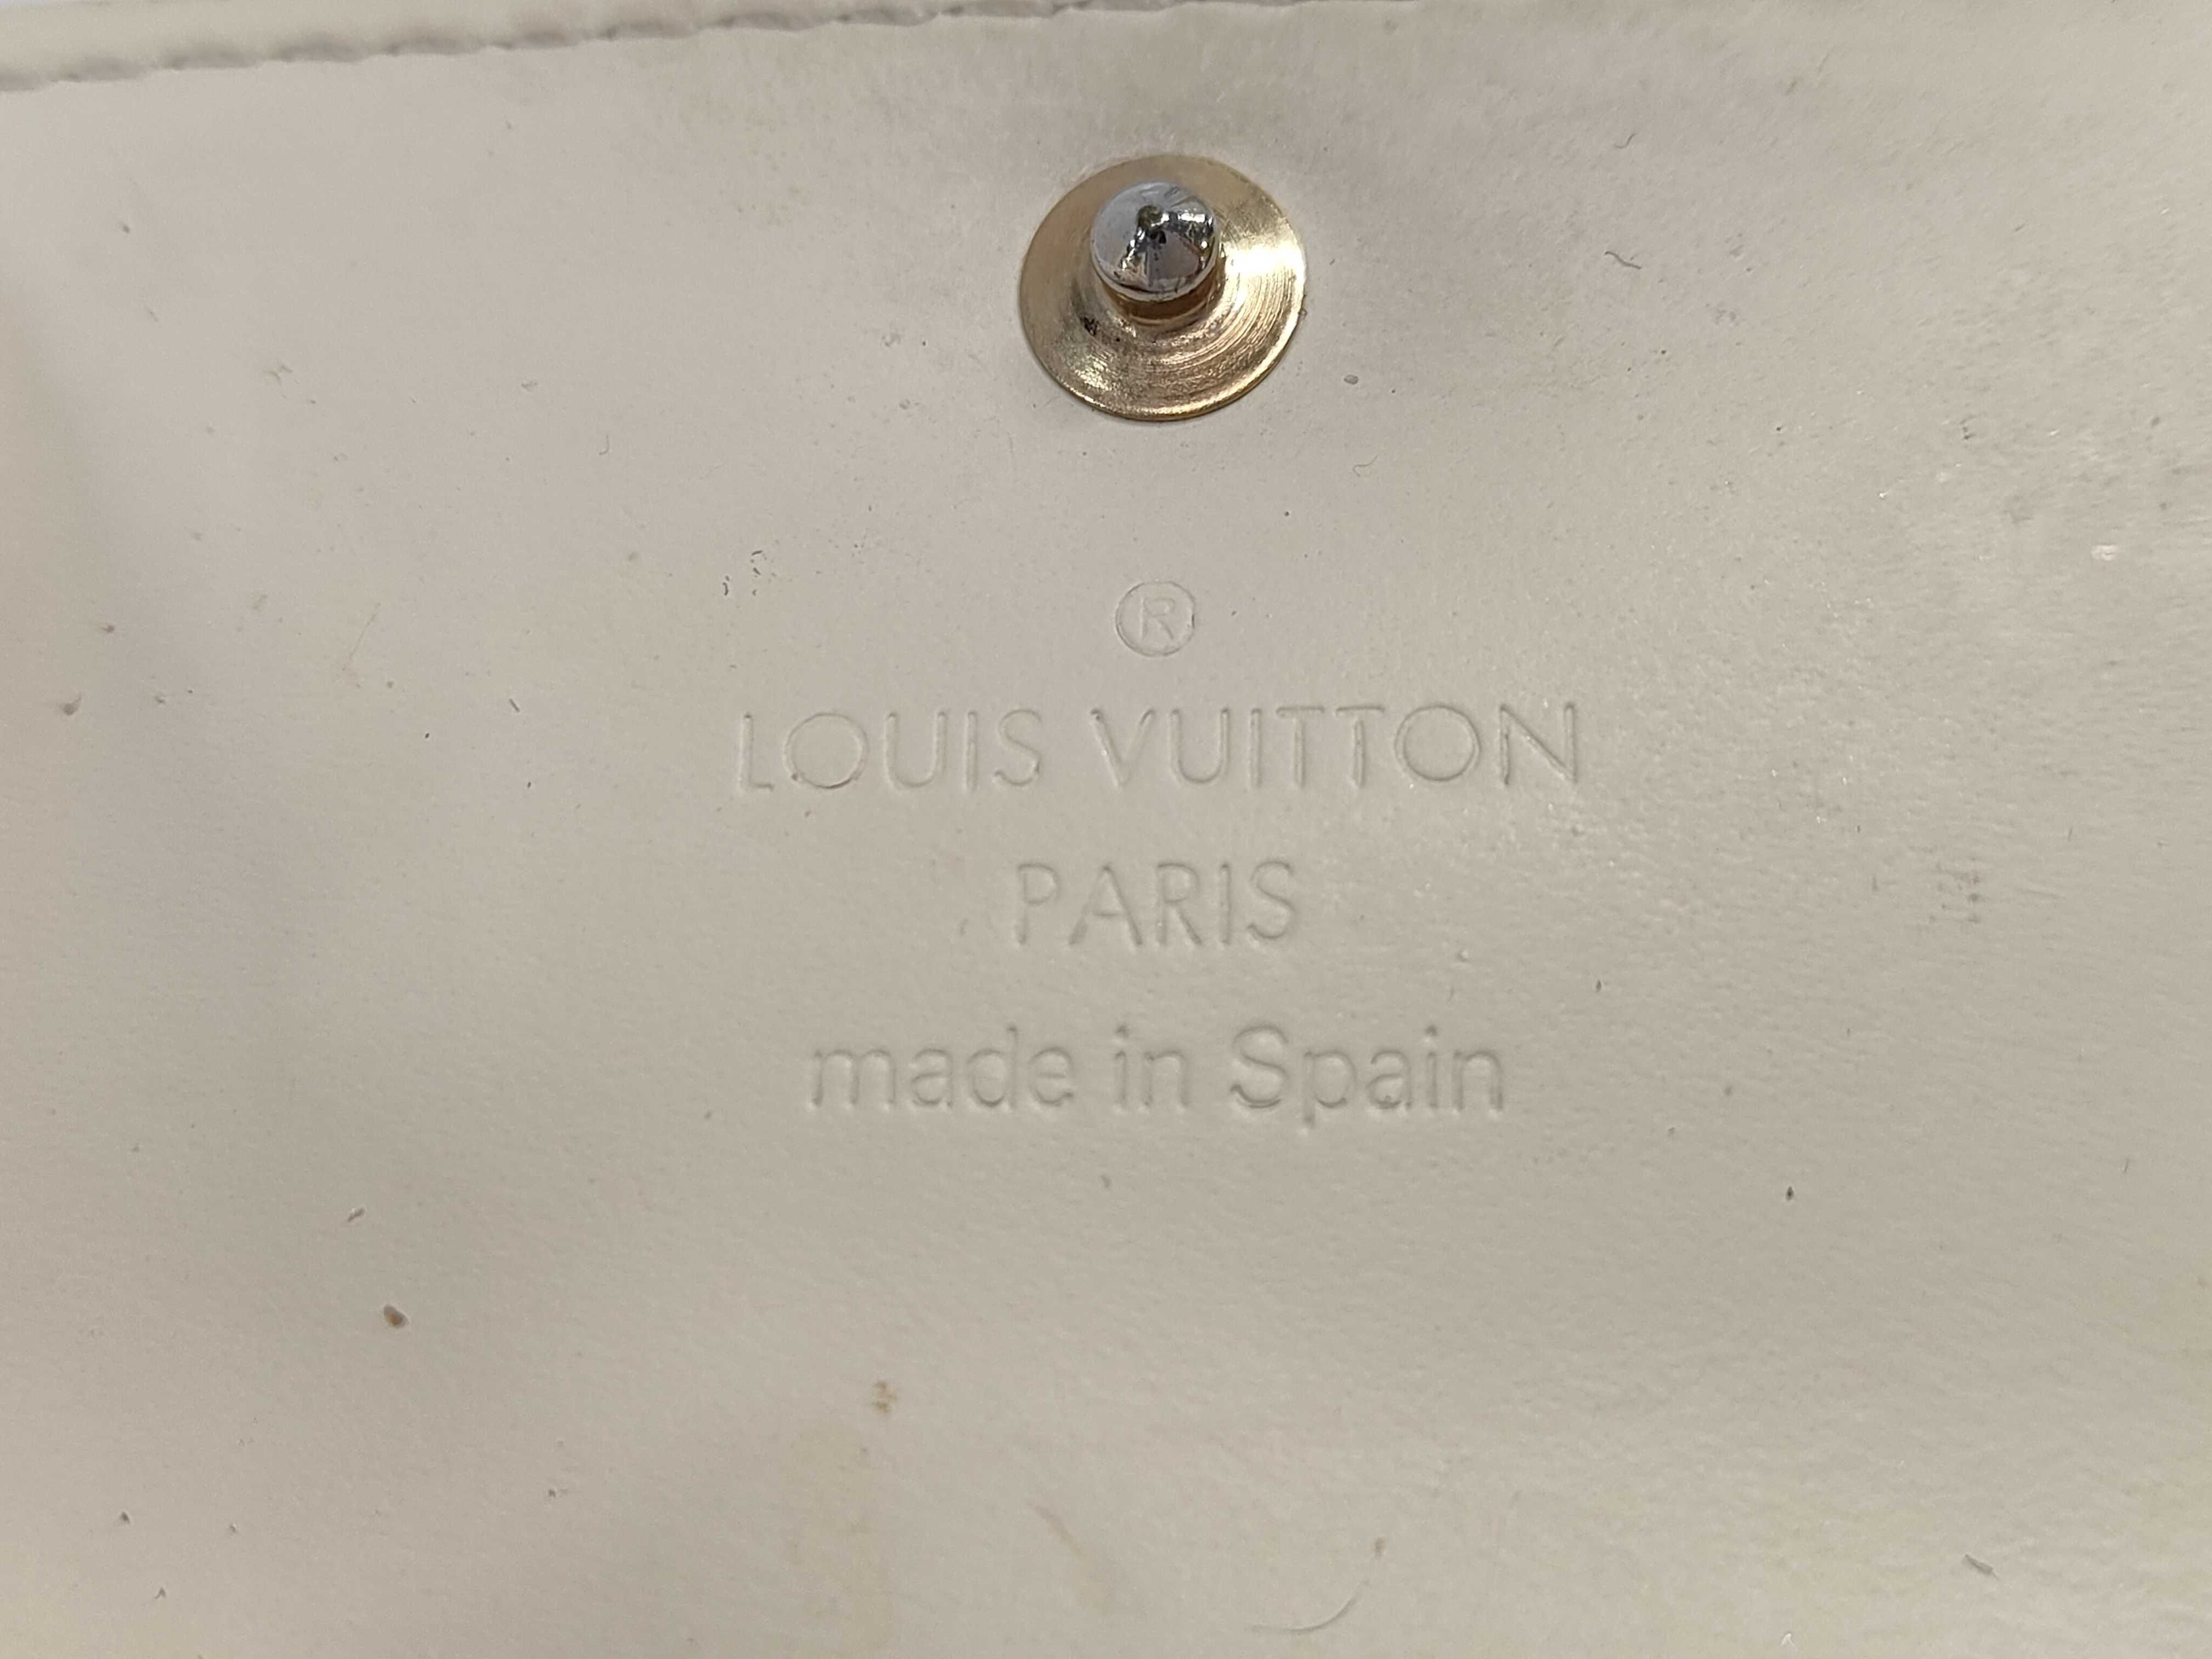 ®
LOUIS VUITTON
PARIS
made in Spain